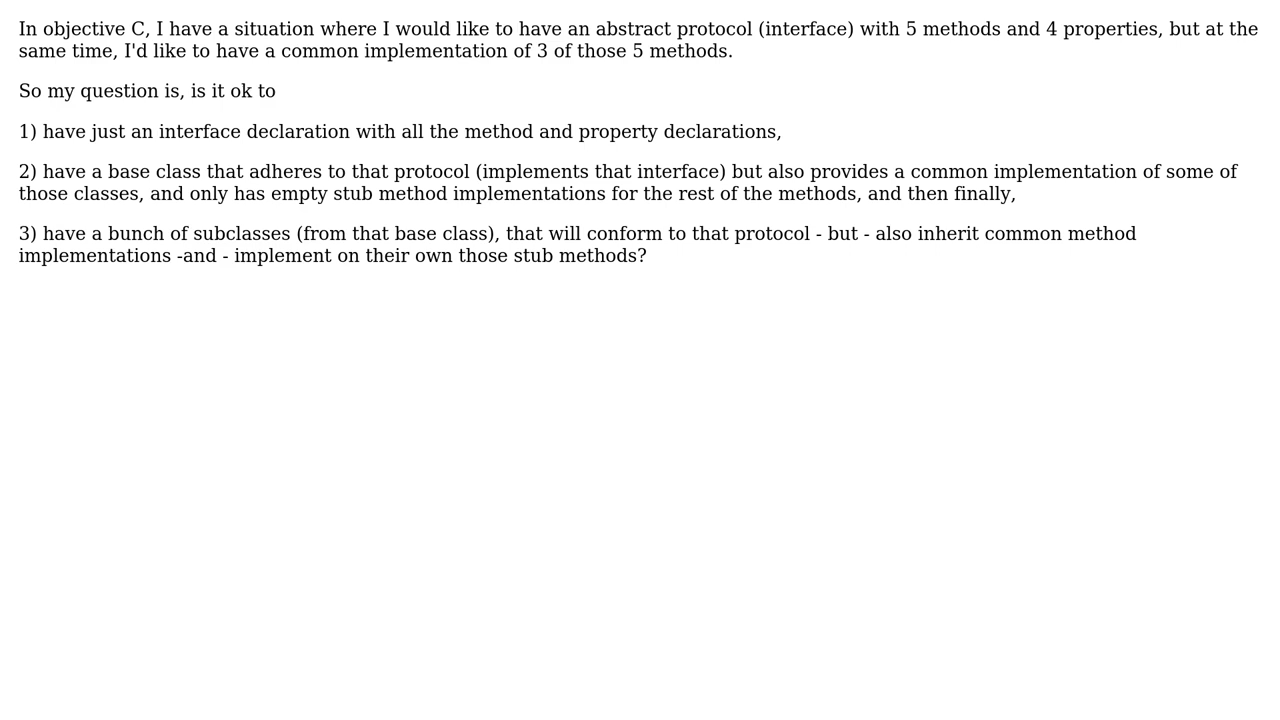 In objective C, I have a situation where I would like to have an abstract protocol (interface) with 5 methods and 4 properties, but at the
same time, I'd like to have a common implementation of 3 of those 5 methods.
So my question is, is it ok to
1) have just an interface declaration with all the method and property declarations,
2) have a base class that adheres to that protocol (implements that interface) but also provides a common implementation of some of
those classes, and only has empty stub method implementations for the rest of the methods, and then finally,
3) have a bunch of subclasses (from that base class), that will conform to that protocol - but - also inherit common method
implementations -and - implement on their own those stub methods?